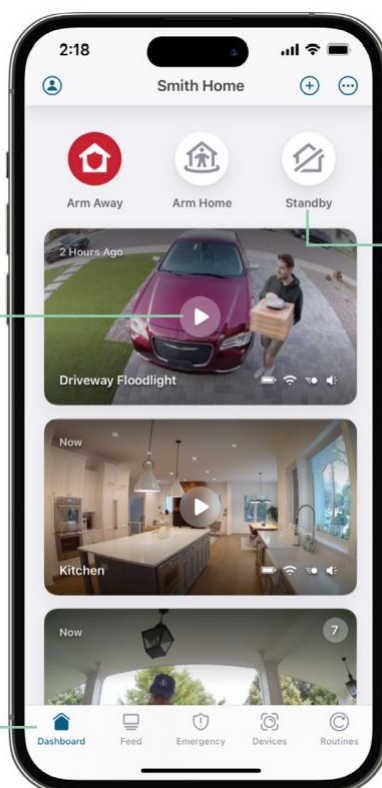 2:18
Smith Home
Arm Away Arm Home Standby
2 Hours Ago
Driveway Floodlight
Now
Kitchen
Now
7
Dashboard Feed Emergency Devices Routines